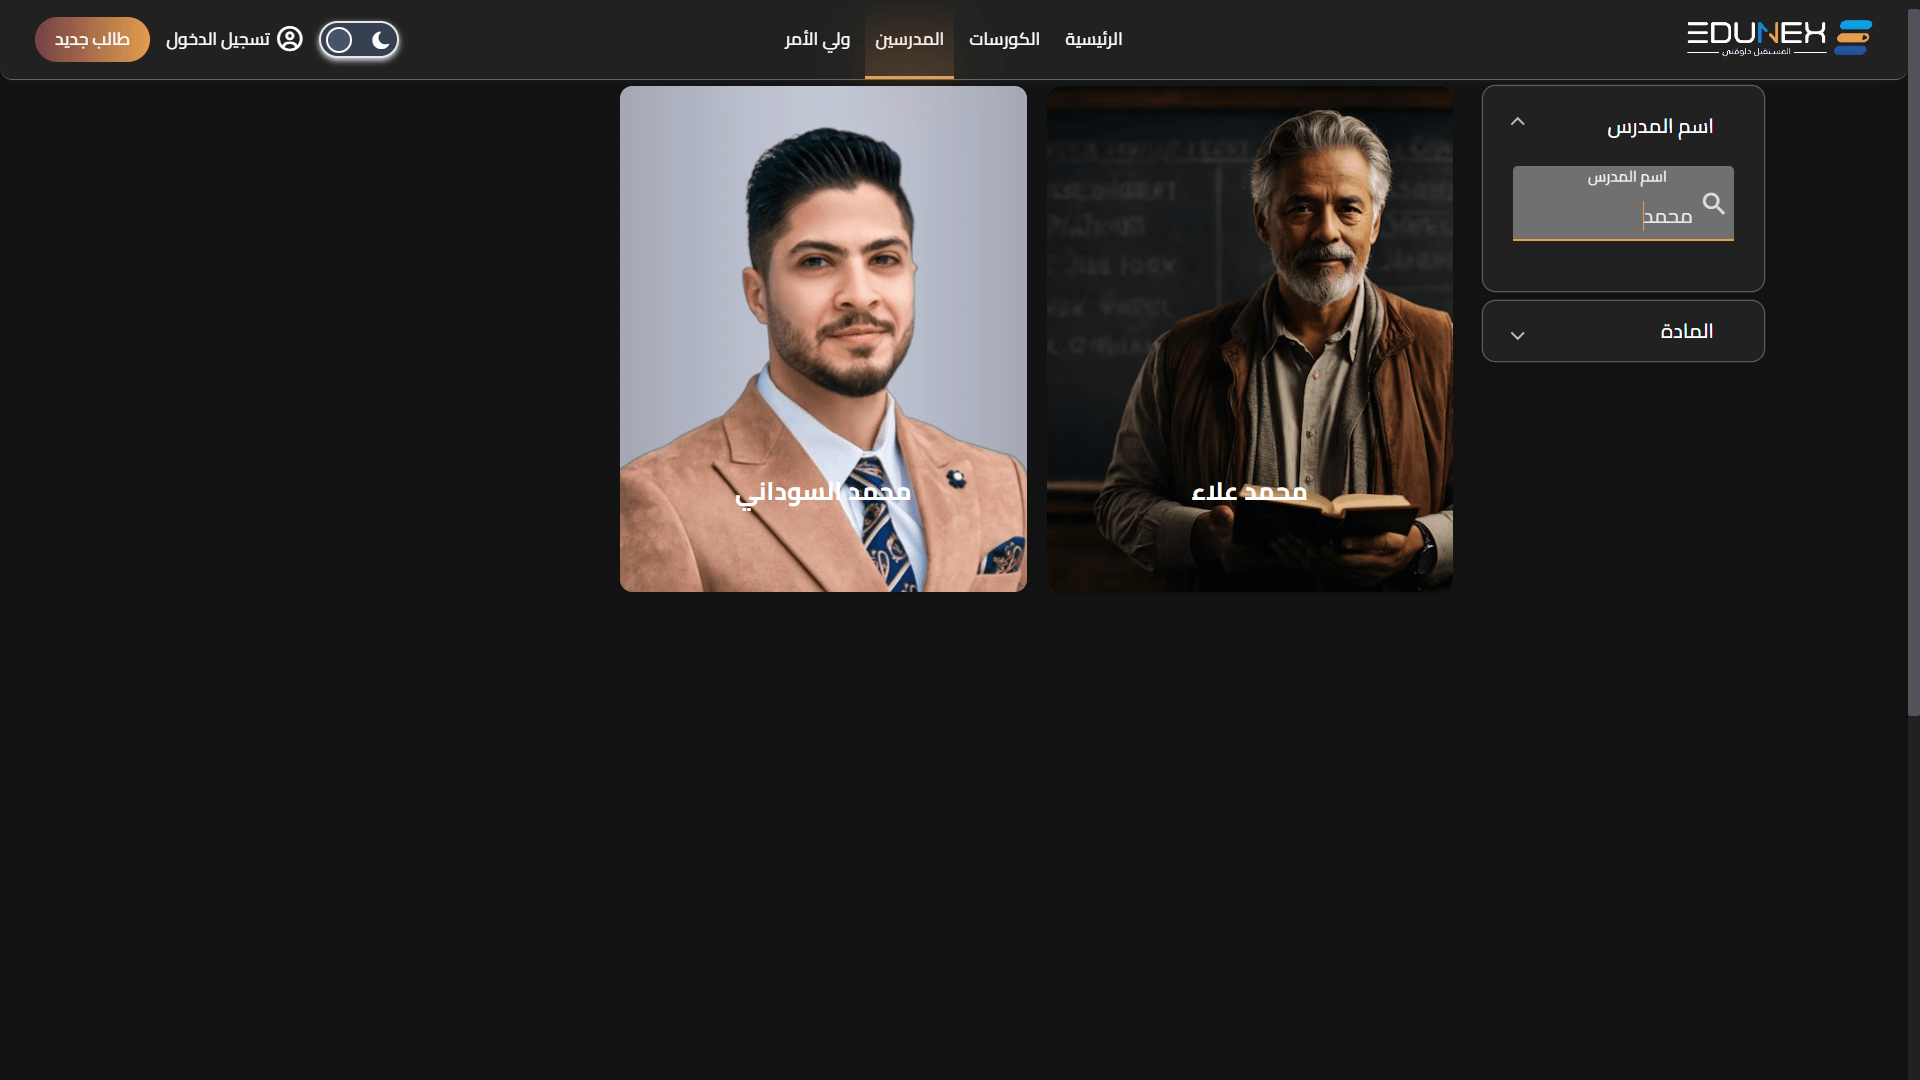 EDUNEX
المستقبل دلوقتي
الرئيسية
الكورسات
المدرسين
ولي الأمر
تسجيل الدخول
طالب جديد
اسم المدرس
اسم المدرس
محمد
المادة
محمد علاء
محمد السوداني